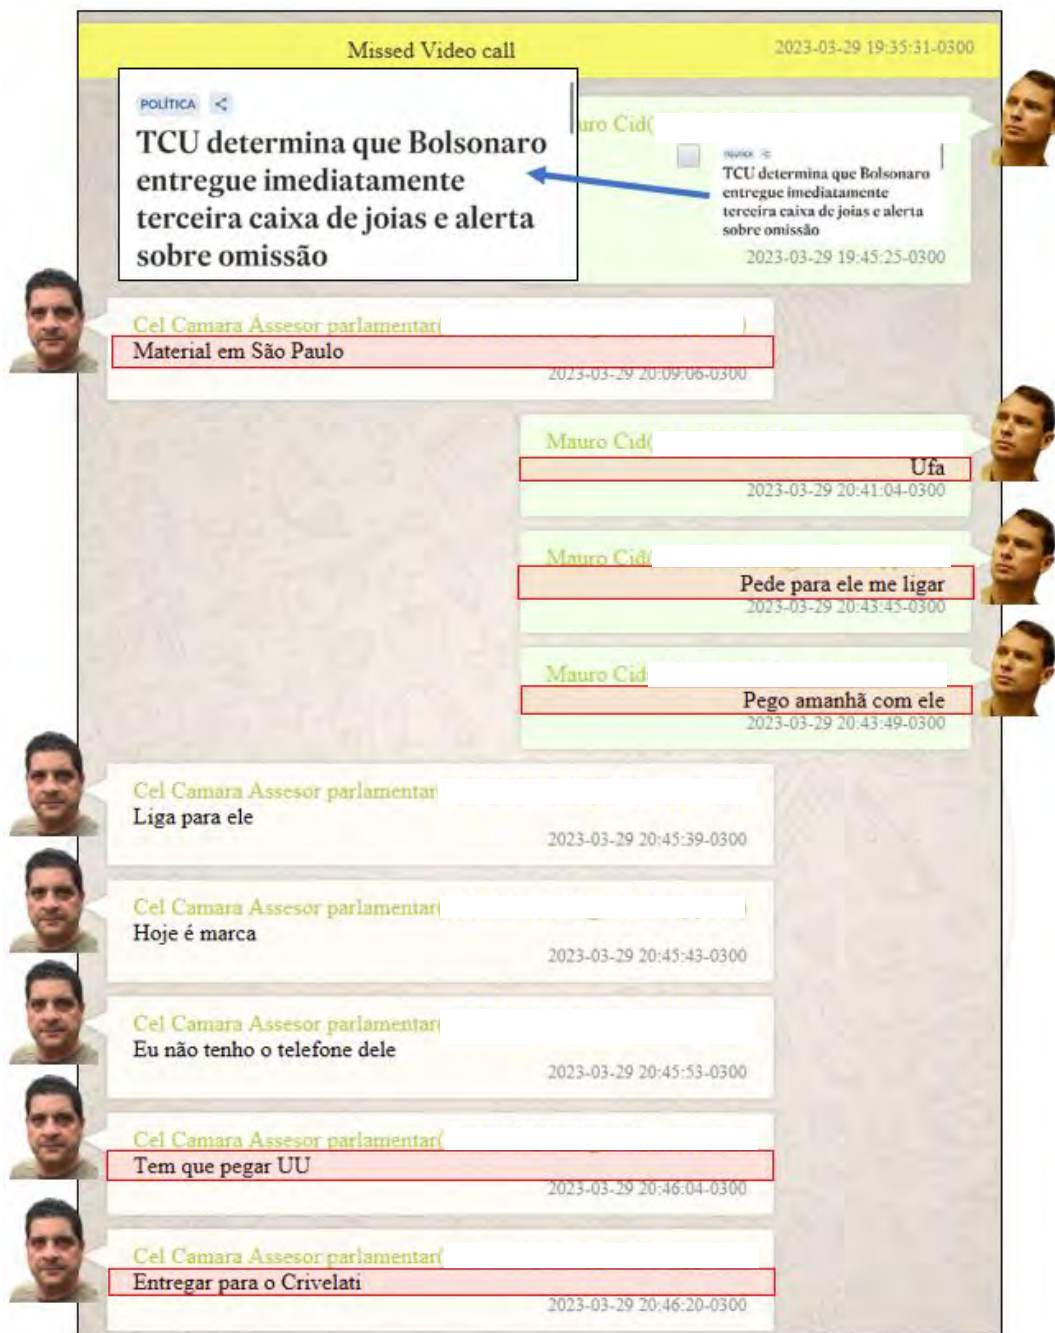 Missed Video call
2023-03-29 19:35:31-0300
POLÍTICA
TCU determina que Bolsonaro
entregue imediatamente
terceira caixa de joias e alerta
sobre omissão
uro Cid(
POLÍTICA
TCU determina que Bolsonaro
entregue imediatamente
terceira caixa de joias e alerta
sobre omissão
2023-03-29 19:45:25-0300
Cel Camara Assesor parlamentar( )
Material em São Paulo
2023-03-29 20:09:06-0300
Mauro Cid(
Ufa
2023-03-29 20:41:04-0300
Mauro Cid(
Pede para ele me ligar
2023-03-29 20:43:45-0300
Mauro Cid
Pego amanhã com ele
2023-03-29 20:43:49-0300
Cel Camara Assesor parlamentar
Liga para ele
2023-03-29 20:45:39-0300
Cel Camara Assesor parlamentar(
Hoje é marca
2023-03-29 20:45:43-0300
Cel Camara Assesor parlamentar(
Eu não tenho o telefone dele
2023-03-29 20:45:53-0300
Cel Camara Assesor parlamentar(
Tem que pegar UU
2023-03-29 20:46:04-0300
Cel Camara Assesor parlamentar(
Entregar para o Crivelati
2023-03-29 20:46:20-0300